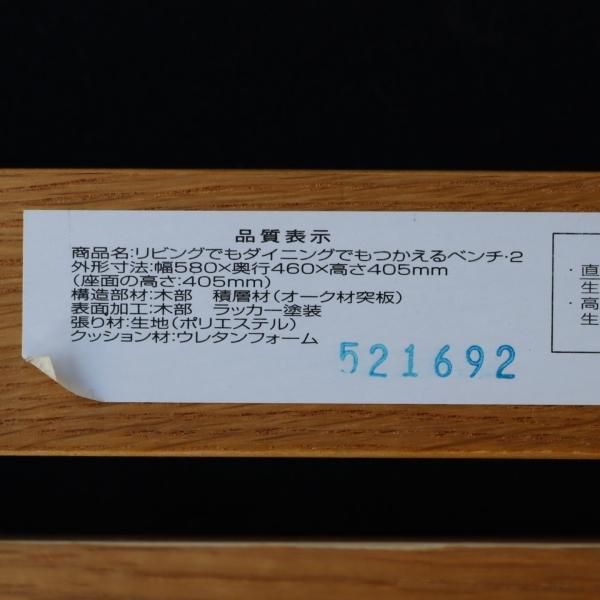 品質表示
商品名:リビングでもダイニングでもつかえるベンチ・2
外形寸法:幅580×奥行460×高さ405mm
(座面の高さ:405mm)
構造部材:木部 積層材(オーク材突板)
表面加工:木部 ラッカー塗装
張り材:生地(ポリエステル)
クッション材:ウレタンフォーム
521692
・直
生
・高
生